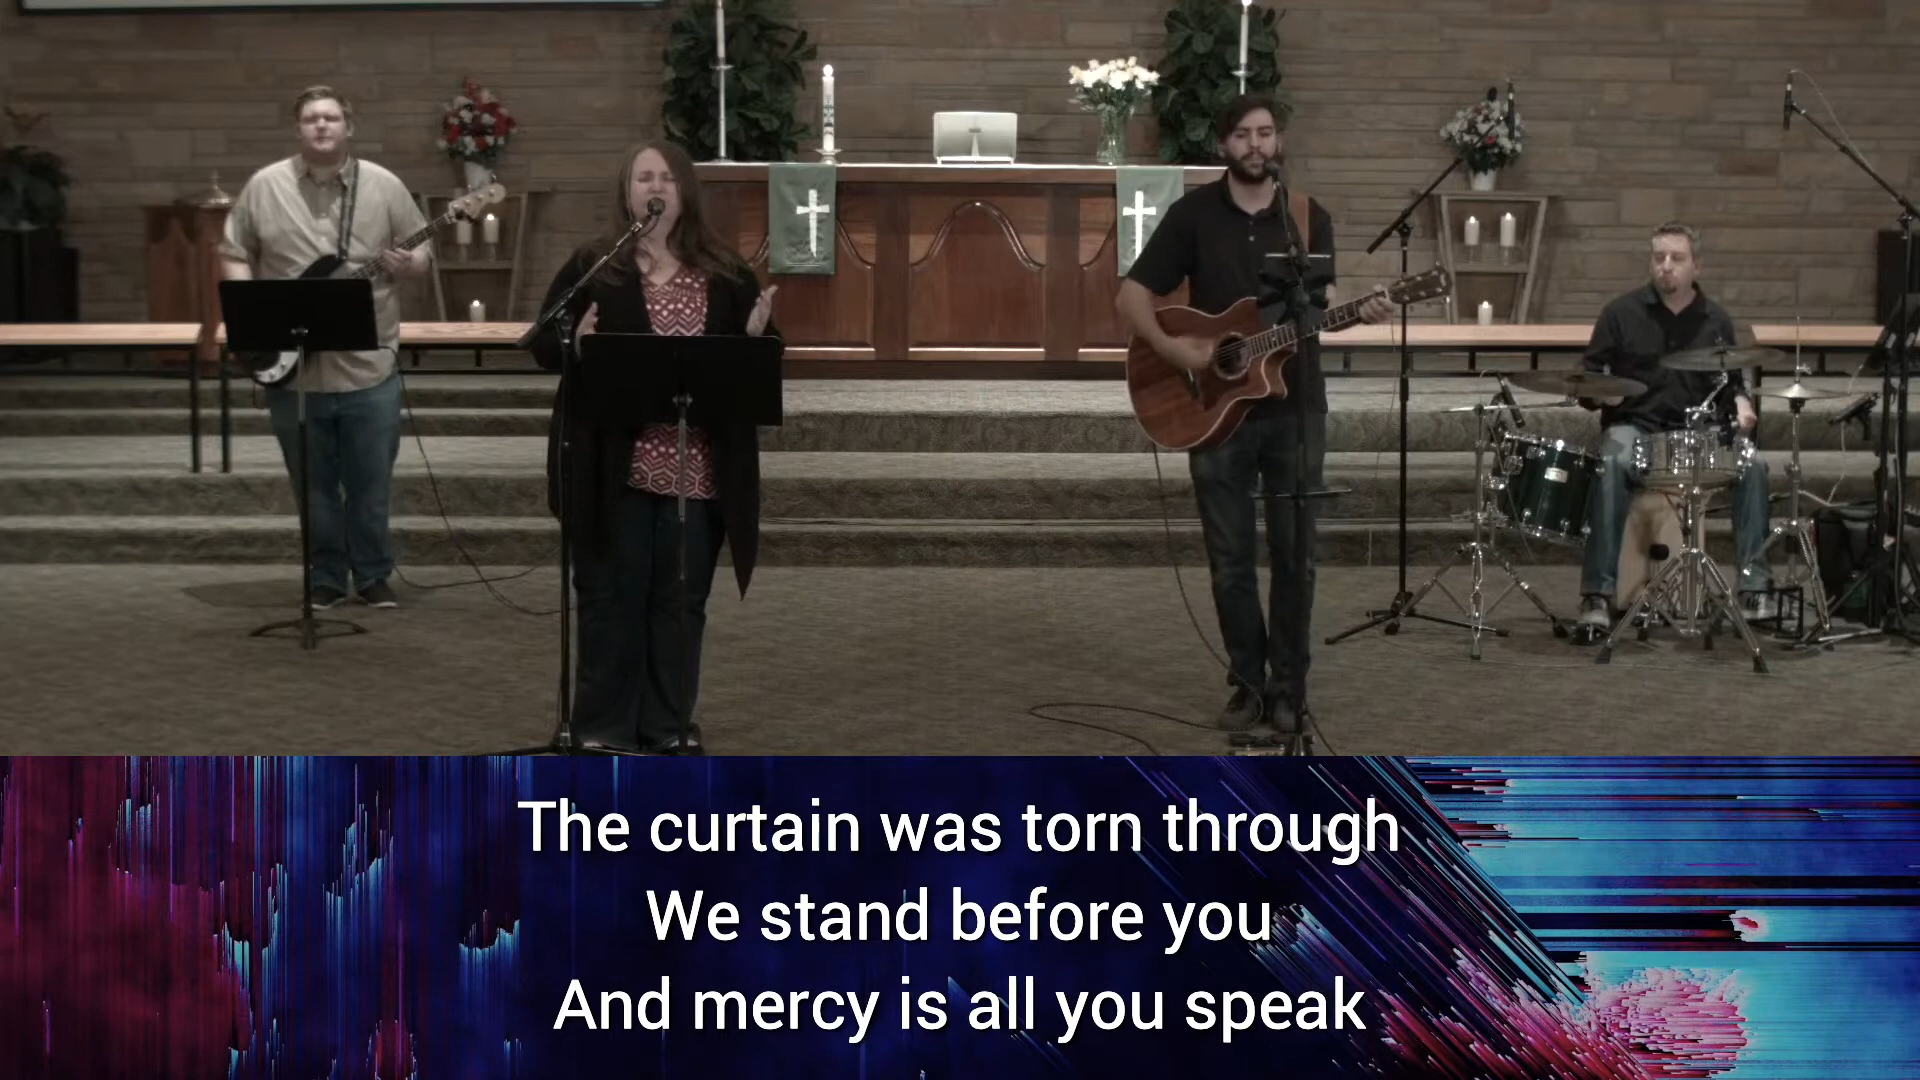 The curtain was torn through
We stand before you
And mercy is all you speak